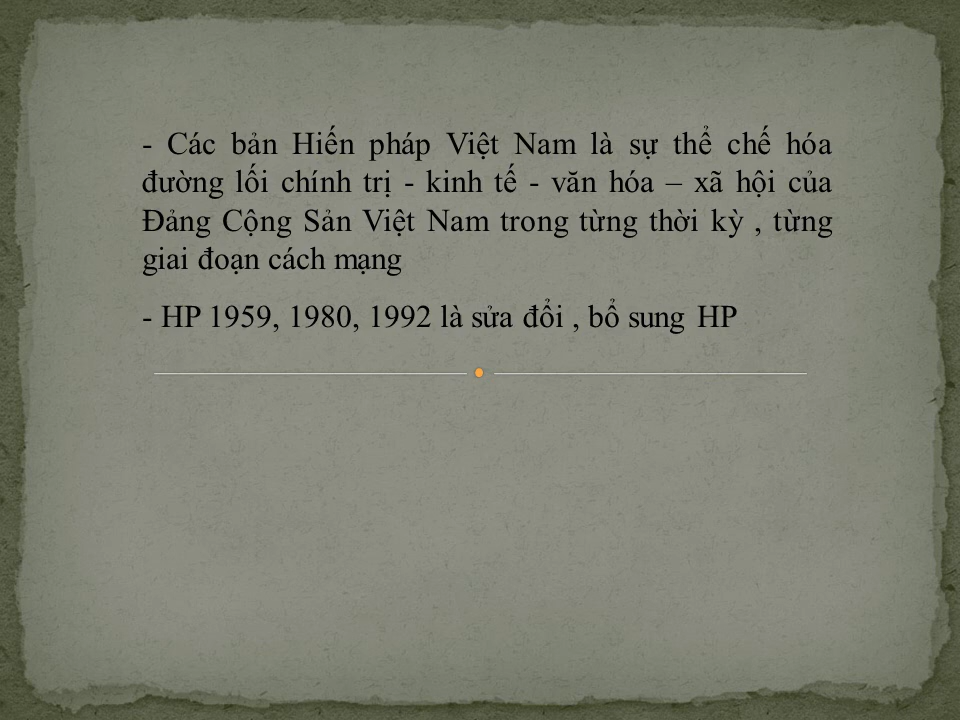 - Các bản Hiến pháp Việt Nam là sự thể chế hóa
đường lối chính trị - kinh tế - văn hóa – xã hội của
Đảng Cộng Sản Việt Nam trong từng thời kỳ , từng
giai đoạn cách mạng
- HP 1959, 1980, 1992 là sửa đổi , bổ sung HP